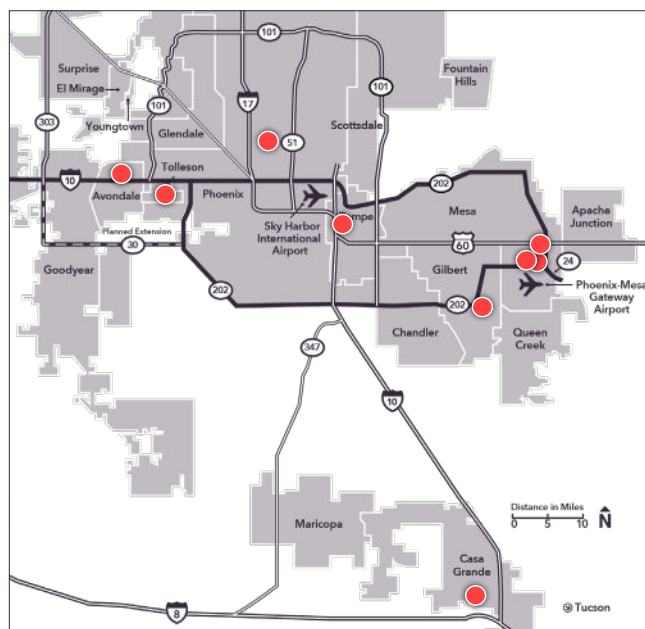 101
Surprise
Fountain
Hills
El Mirage
101
17
101
303
51
Scottsdale
Youngtown
Glendale
Tolleson
10
202
Avondale
Phoenix
Mesa
Apache
Junction
Sky Harbor
International
Airport
Planned Extension
30
60
Goodyear
Gilbert
24
202
Phoenix-Mesa
Gateway
Airport
202
Chandler
Queen
Creek
347
10
Distance in Miles
0 5 10
N
Maricopa
Casa
Grande
Tucson
8